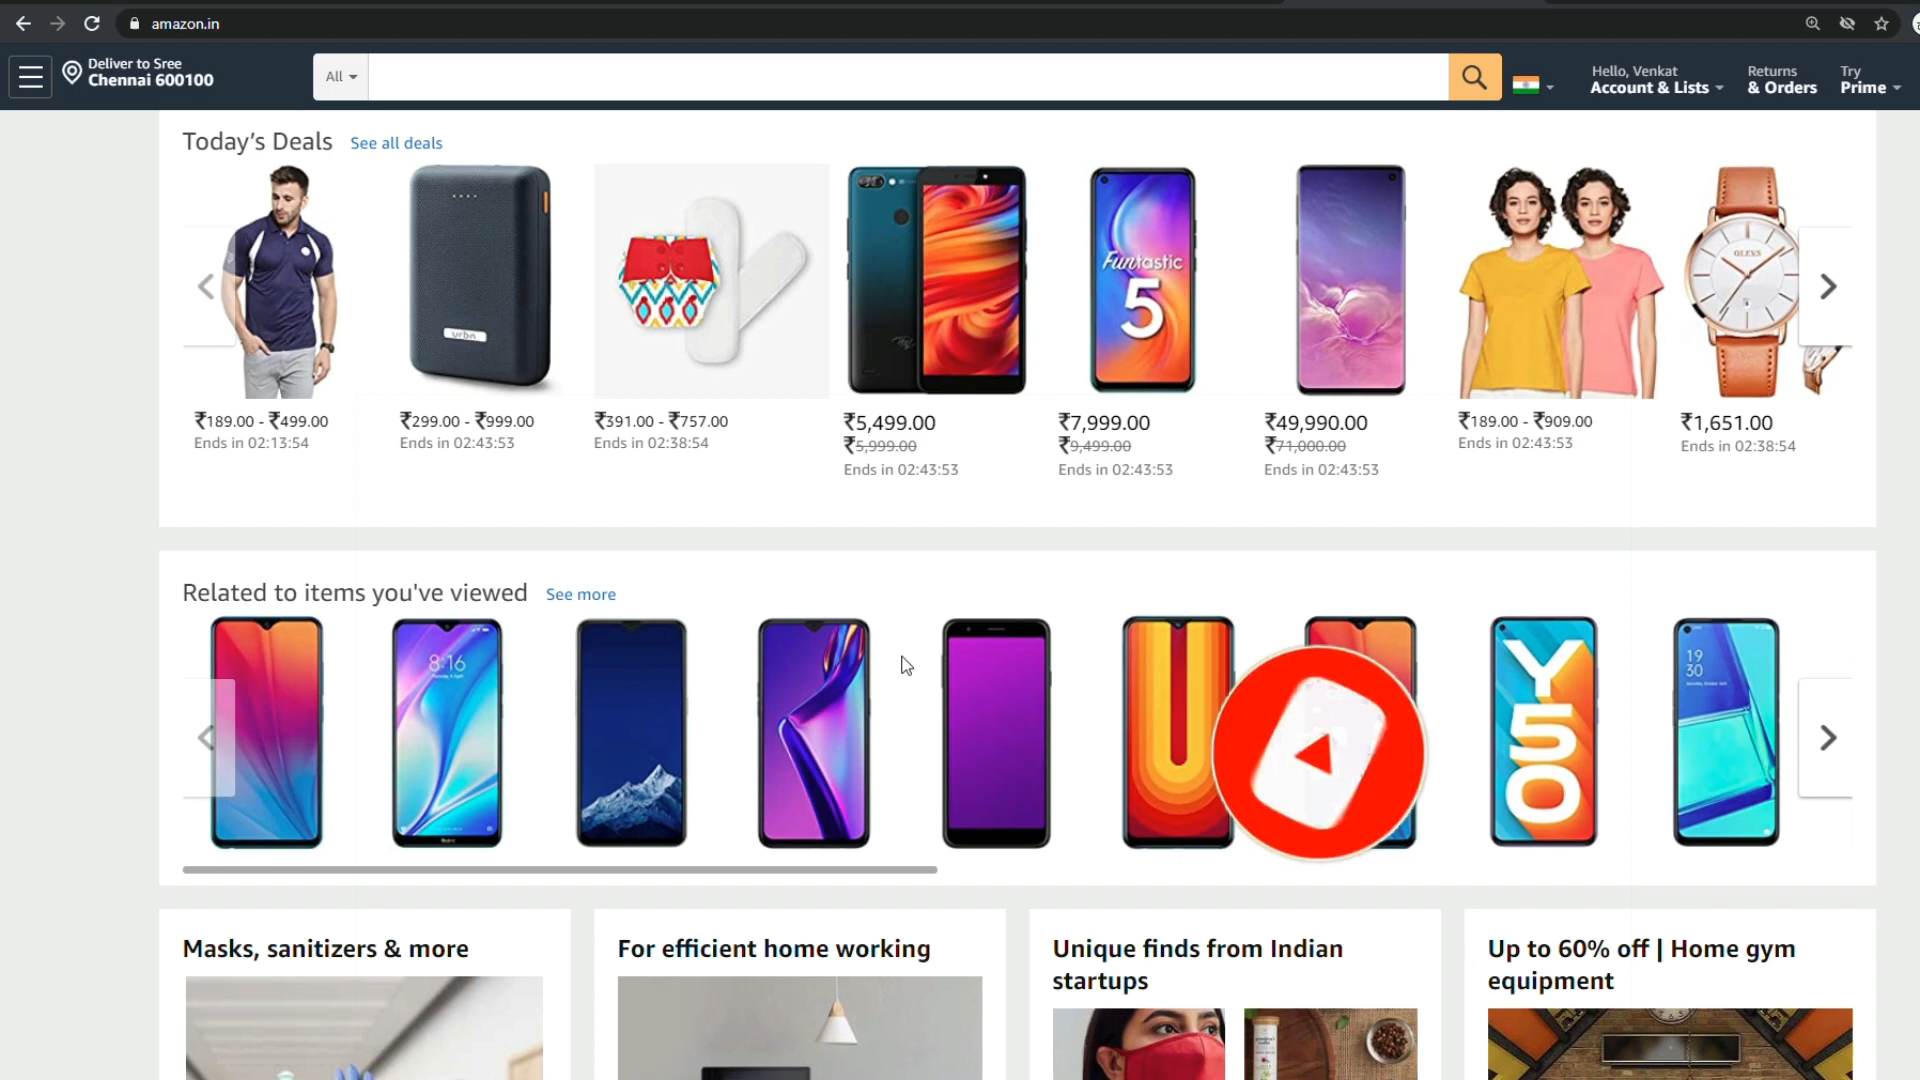 amazon.in
Deliver to Sree
Chennai 600100
All
Hello, Venkat
Account & Lists
Returns
& Orders
Try
Prime
Today's Deals See all deals
urbn
itel
Funtastic
5
OLEVS
₹189.00 - ₹499.00
Ends in 02:13:54
₹299.00 - ₹999.00
Ends in 02:43:53
₹391.00 - ₹757.00
Ends in 02:38:54
₹5,499.00
₹5,999.00
Ends in 02:43:53
₹7,999.00
₹9,499.00
Ends in 02:43:53
₹49,990.00
₹71,000.00
Ends in 02:43:53
₹189.00 - ₹909.00
Ends in 02:43:53
₹1,651.00
Ends in 02:38:54
Related to items you've viewed See more
8:16
U
Y
50
19
30
Masks, sanitizers & more
For efficient home working
Unique finds from Indian
startups
Up to 60% off | Home gym
equipment